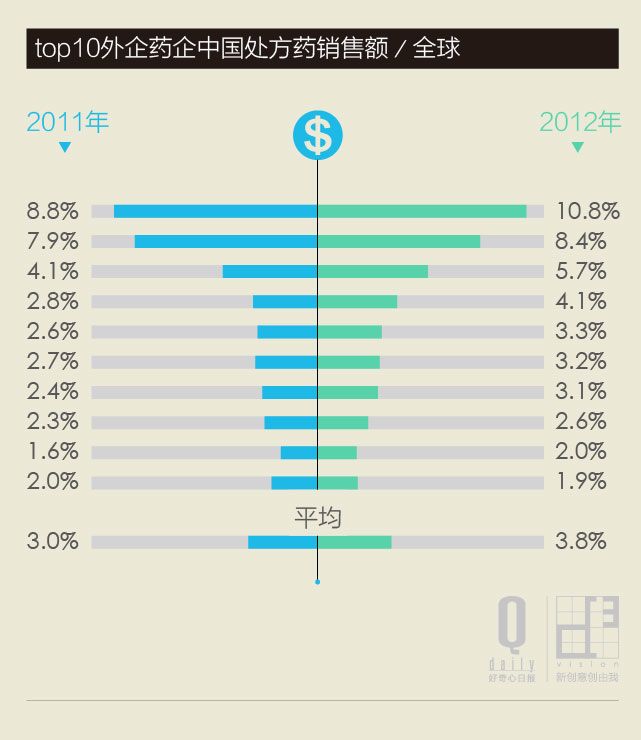 top10外企药企中国处方药销售额 / 全球
2011年 2012年
$
8.8% 10.8%
7.9% 8.4%
4.1% 5.7%
2.8% 4.1%
2.6% 3.3%
2.7% 3.2%
2.4% 3.1%
2.3% 2.6%
1.6% 2.0%
2.0% 1.9%
平均
3.0% 3.8%
Q
daily vision
好奇心日报 新创意创由我